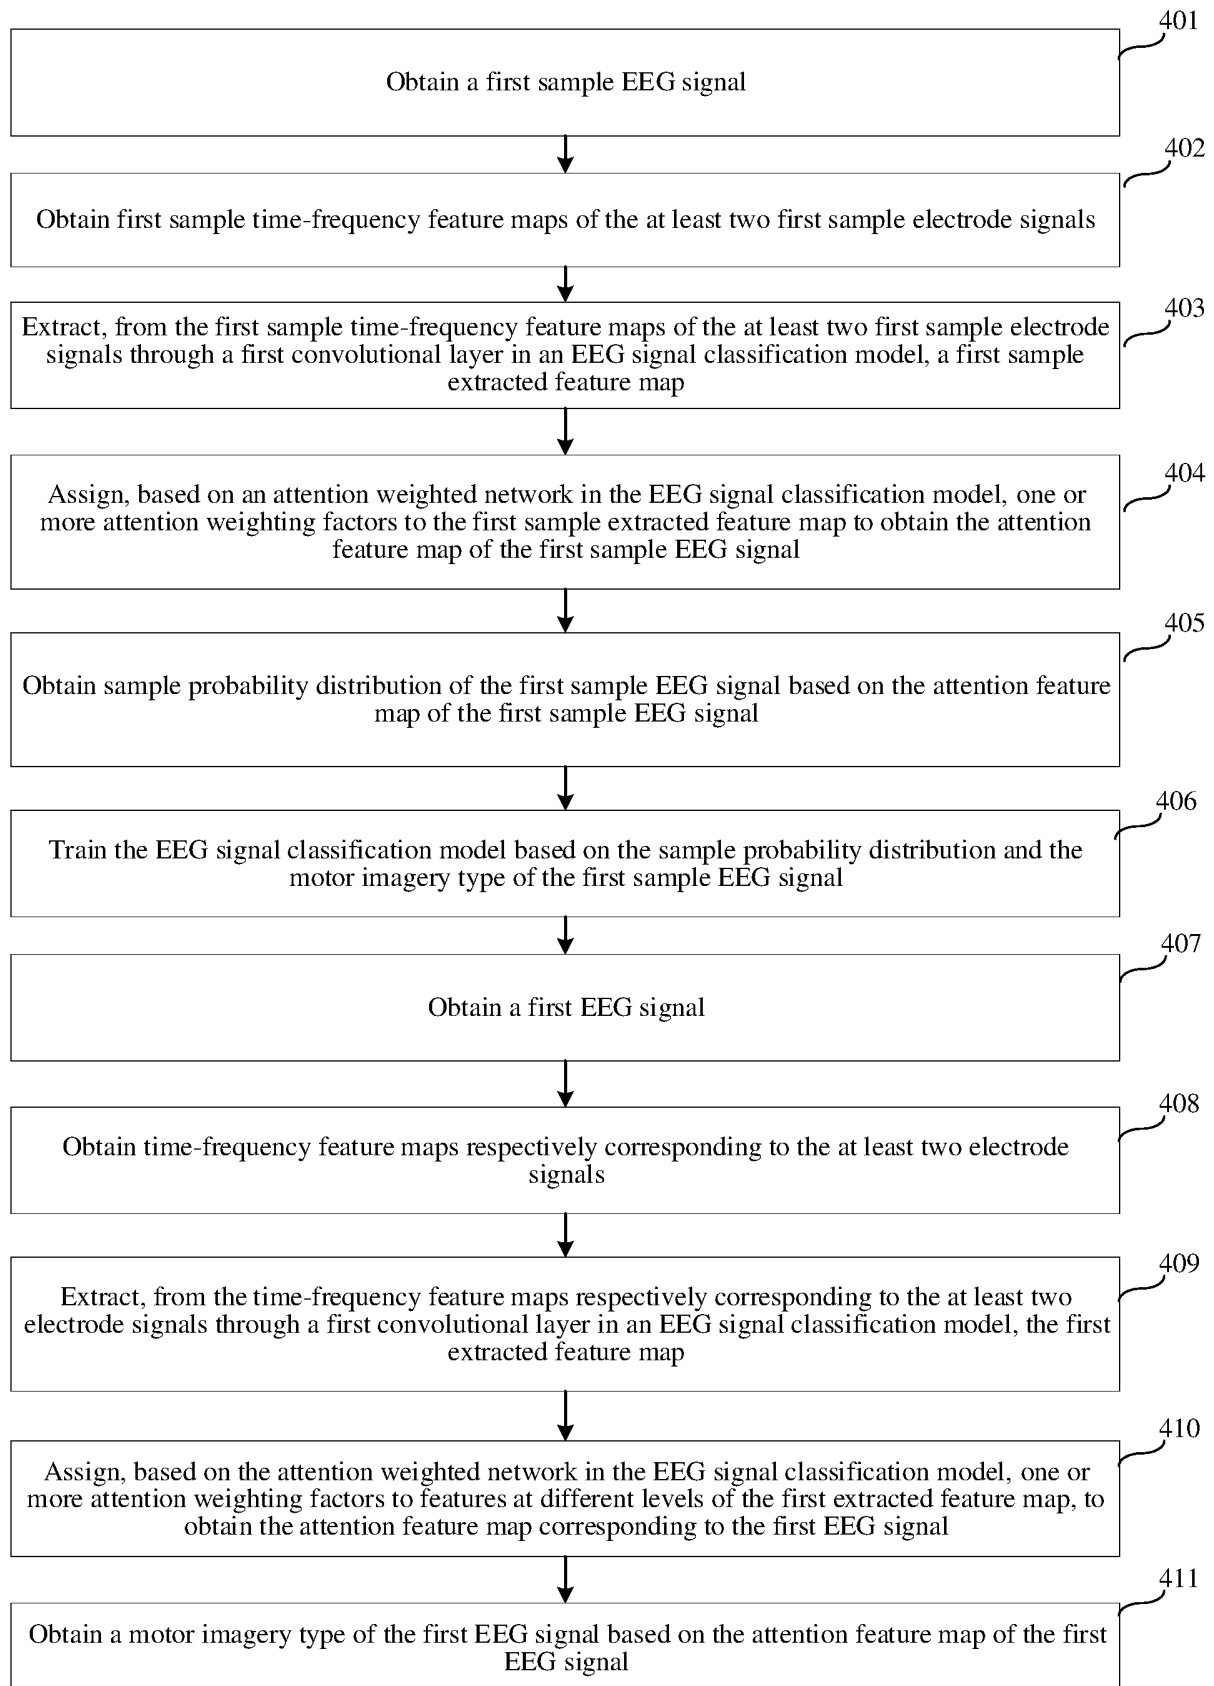 401
Obtain a first sample EEG signal
402
Obtain first sample time-frequency feature maps of the at least two first sample electrode signals
403
Extract, from the first sample time-frequency feature maps of the at least two first sample electrode
signals through a first convolutional layer in an EEG signal classification model, a first sample
extracted feature map
404
Assign, based on an attention weighted network in the EEG signal classification model, one or
more attention weighting factors to the first sample extracted feature map to obtain the attention
feature map of the first sample EEG signal
405
Obtain sample probability distribution of the first sample EEG signal based on the attention feature
map of the first sample EEG signal
406
Train the EEG signal classification model based on the sample probability distribution and the
motor imagery type of the first sample EEG signal
407
Obtain a first EEG signal
408
Obtain time-frequency feature maps respectively corresponding to the at least two electrode
signals
409
Extract, from the time-frequency feature maps respectively corresponding to the at least two
electrode signals through a first convolutional layer in an EEG signal classification model, the first
extracted feature map
410
Assign, based on the attention weighted network in the EEG signal classification model, one or
more attention weighting factors to features at different levels of the first extracted feature map, to
obtain the attention feature map corresponding to the first EEG signal
411
Obtain a motor imagery type of the first EEG signal based on the attention feature map of the first
EEG signal